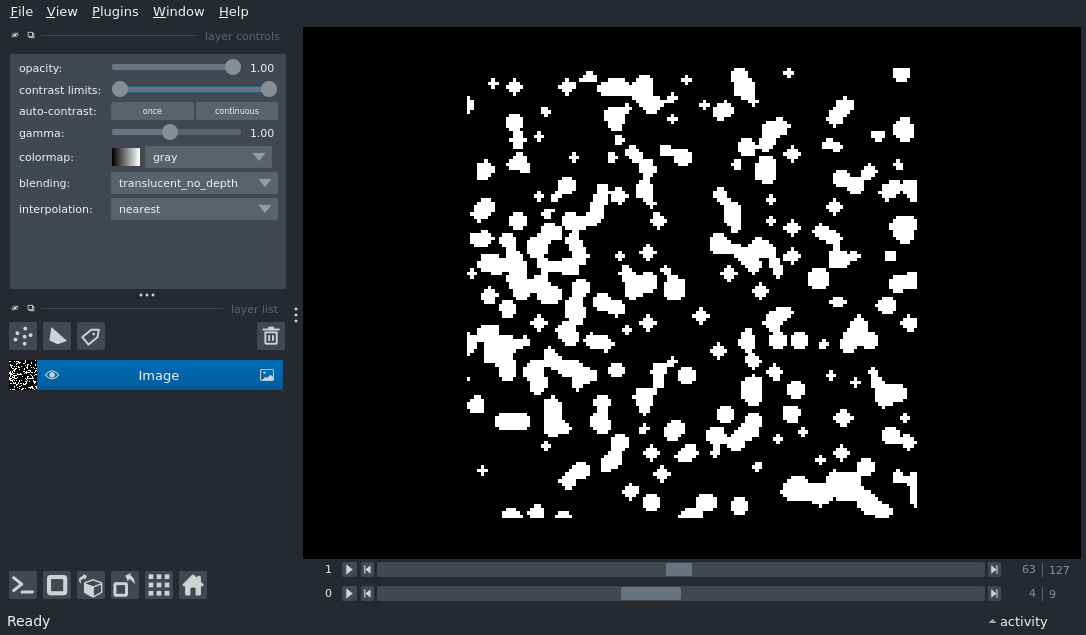 File View Plugins Window Help
layer controls
opacity: 1.00
contrast limits:
auto-contrast: once continuous
gamma: 1.00
colormap: gray
blending: translucent_no_depth
interpolation: nearest
layer list
Image
1 63 127
0 4 9
Ready activity